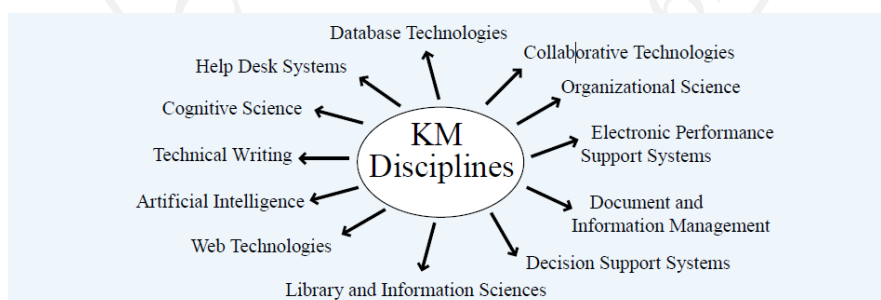 Database Technologies
Collaborative Technologies
Help Desk Systems
Organizational Science
Cognitive Science
KM
Disciplines
Electronic Performance
Support Systems
Technical Writing
Artificial Intelligence
Document and
Information Management
Web Technologies
Decision Support Systems
Library and Information Sciences